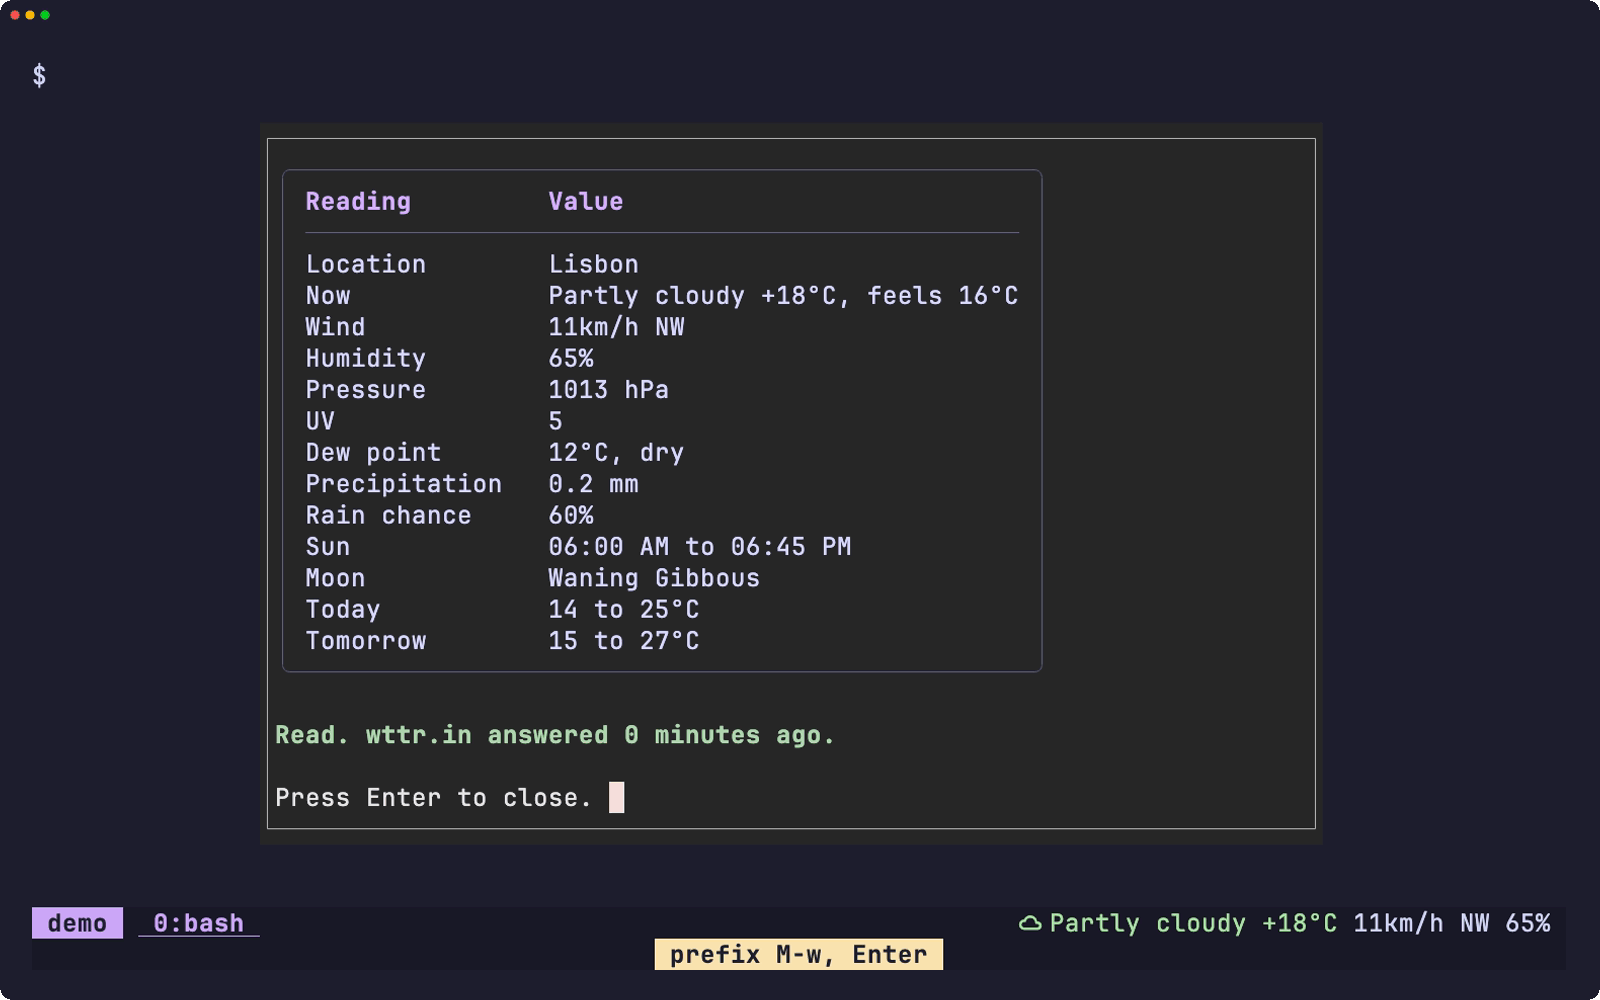 $
Reading Value
Location Lisbon
Now Partly cloudy +18°C, feels 16°C
Wind 11km/h NW
Humidity 65%
Pressure 1013 hPa
UV 5
Dew point 12°C, dry
Precipitation 0.2 mm
Rain chance 60%
Sun 06:00 AM to 06:45 PM
Moon Waning Gibbous
Today 14 to 25°C
Tomorrow 15 to 27°C
Read. wttr.in answered 0 minutes ago.
Press Enter to close.
demo 0:bash Partly cloudy +18°C 11km/h NW 65%
prefix M-w, Enter